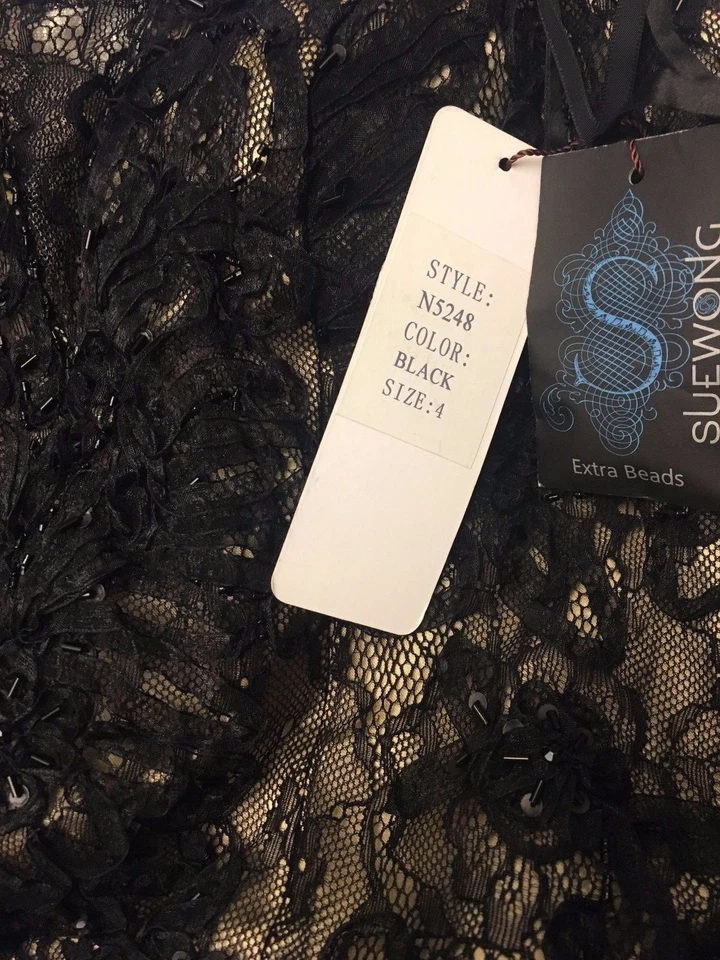 STYLE:
N5248
COLOR:
BLACK
SIZE:4
S
SUEWONG
Extra Beads